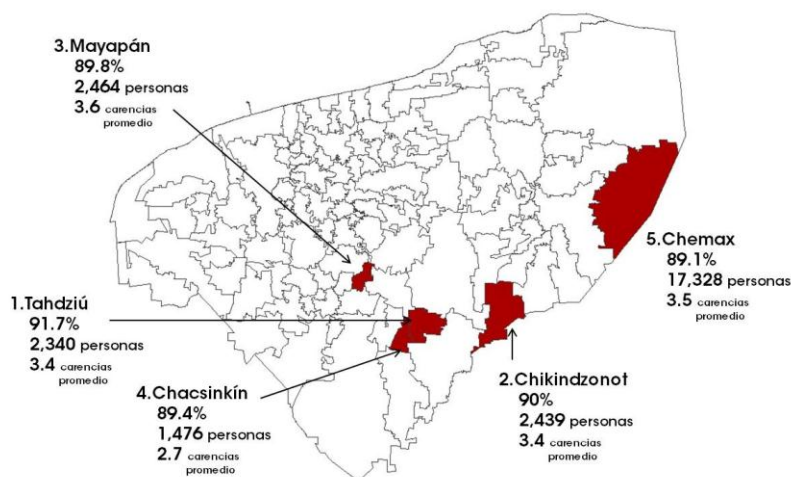 3.Mayapán
89.8%
2,464 personas
3.6 carencias
promedio
1.Tahdziú
91.7%
2,340 personas
3.4 carencias
promedio
4.Chacsinkín
89.4%
1,476 personas
2.7 carencias
promedio
2.Chikindzonot
90%
2,439 personas
3.4 carencias
promedio
5.Chemax
89.1%
17,328 personas
3.5 carencias
promedio